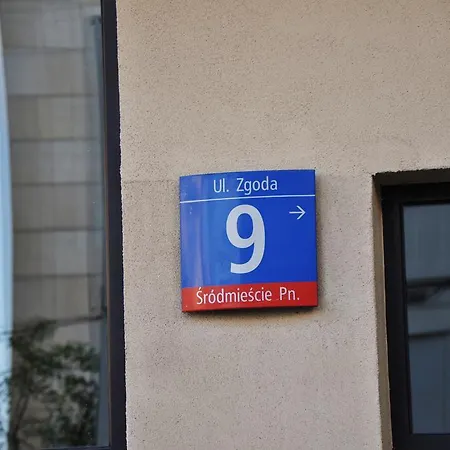 Ul. Zgoda
9 →
Śródmieście Pn.